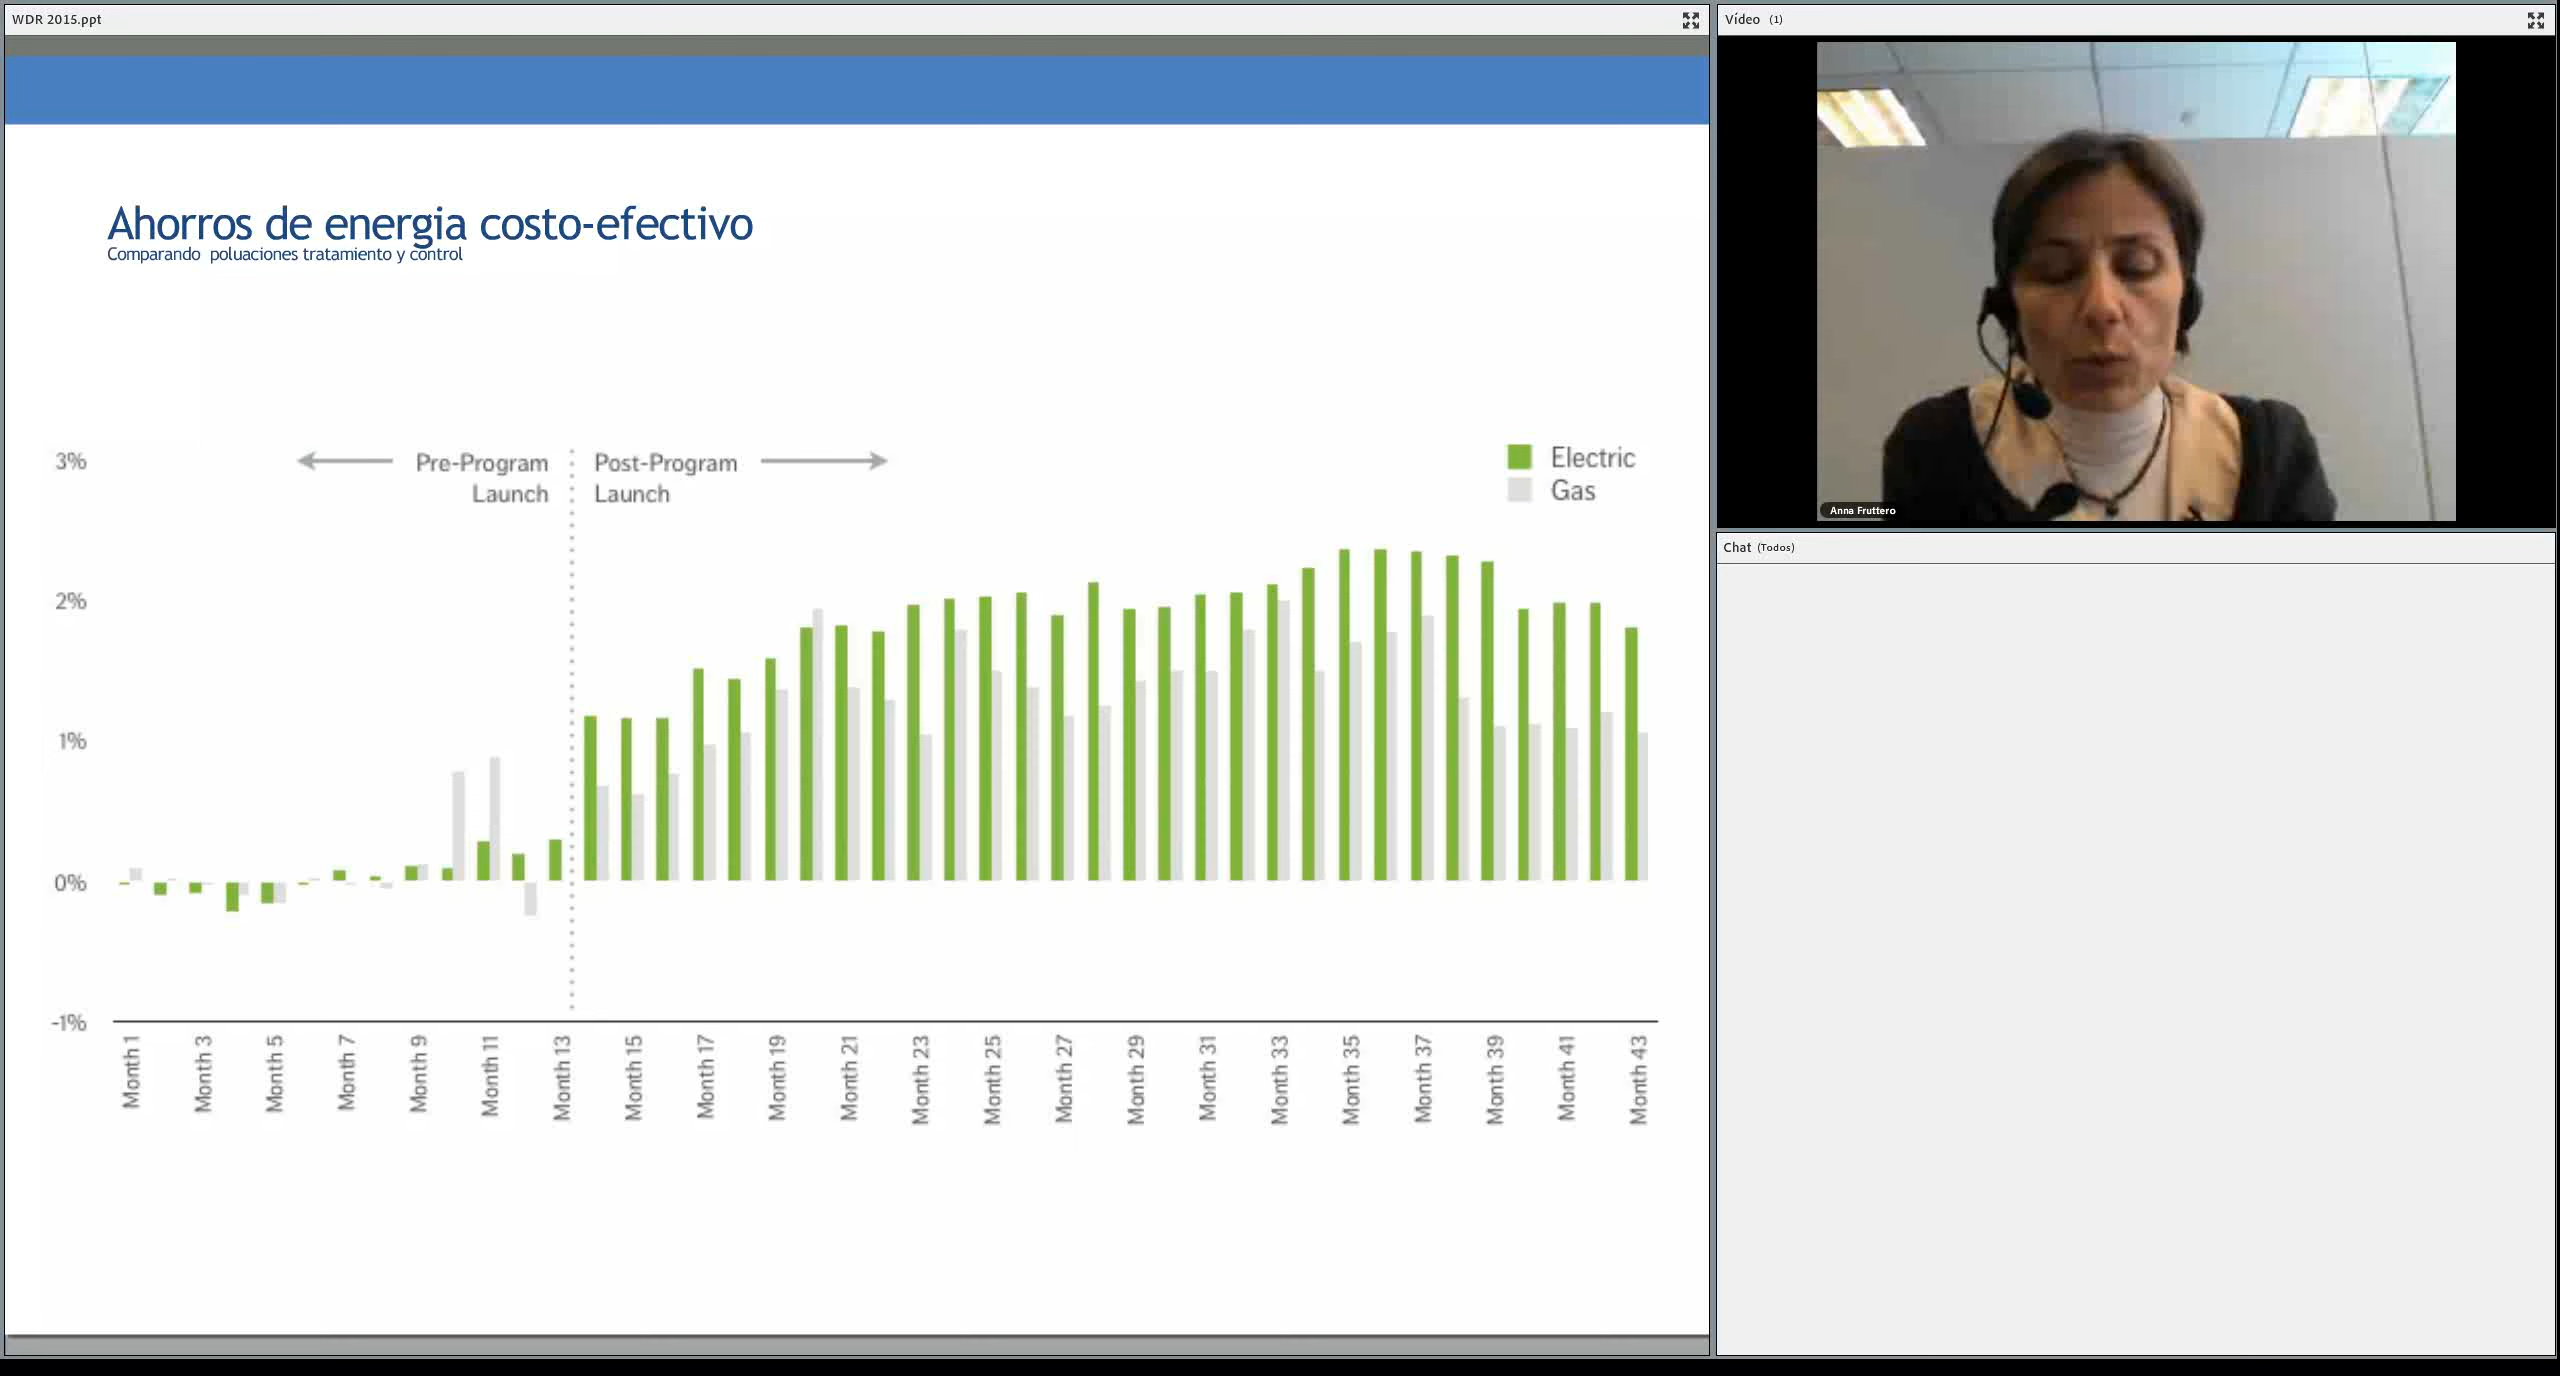 WDR 2015.ppt
Vídeo (1)
Ahorros de energia costo-efectivo
Comparando poluaciones tratamiento y control
3%
2%
1%
0%
-1%
Pre-Program
Launch
Post-Program
Launch
Electric
Gas
Month 1
Month 3
Month 5
Month 7
Month 9
Month 11
Month 13
Month 15
Month 17
Month 19
Month 21
Month 23
Month 25
Month 27
Month 29
Month 31
Month 33
Month 35
Month 37
Month 39
Month 41
Month 43
Anna Fruttero
Chat (Todos)